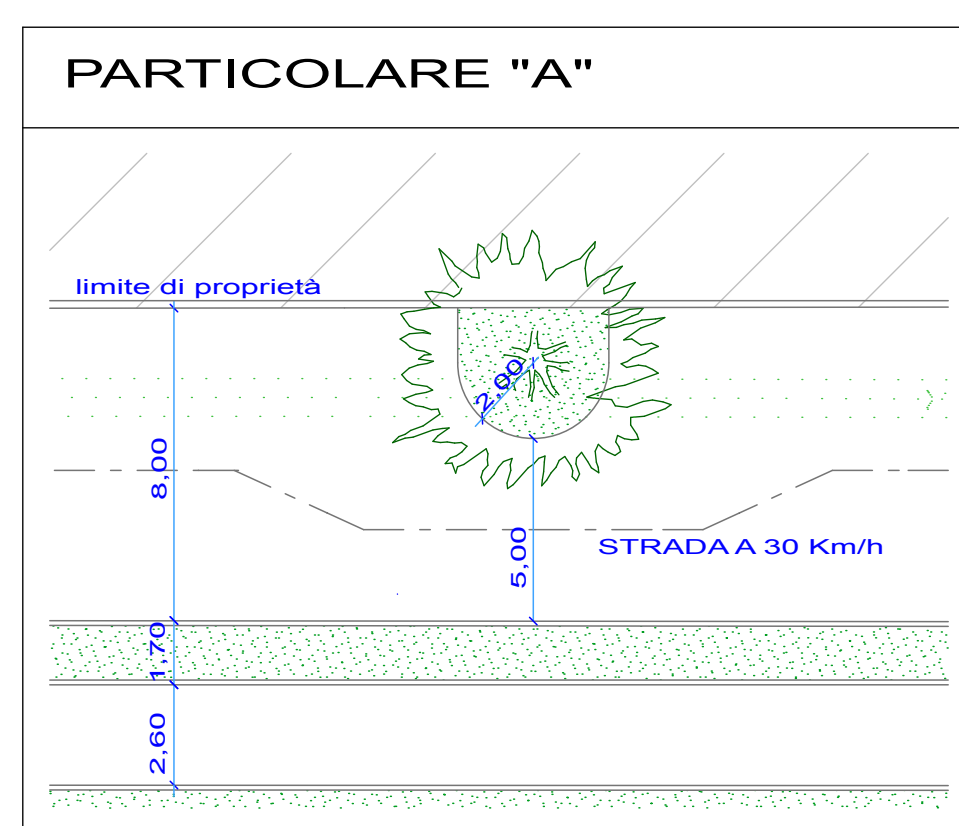 PARTICOLARE "A"
limite di proprietà
2,00
8,00
5,00
STRADA A 30 Km/h
1,70
2,60